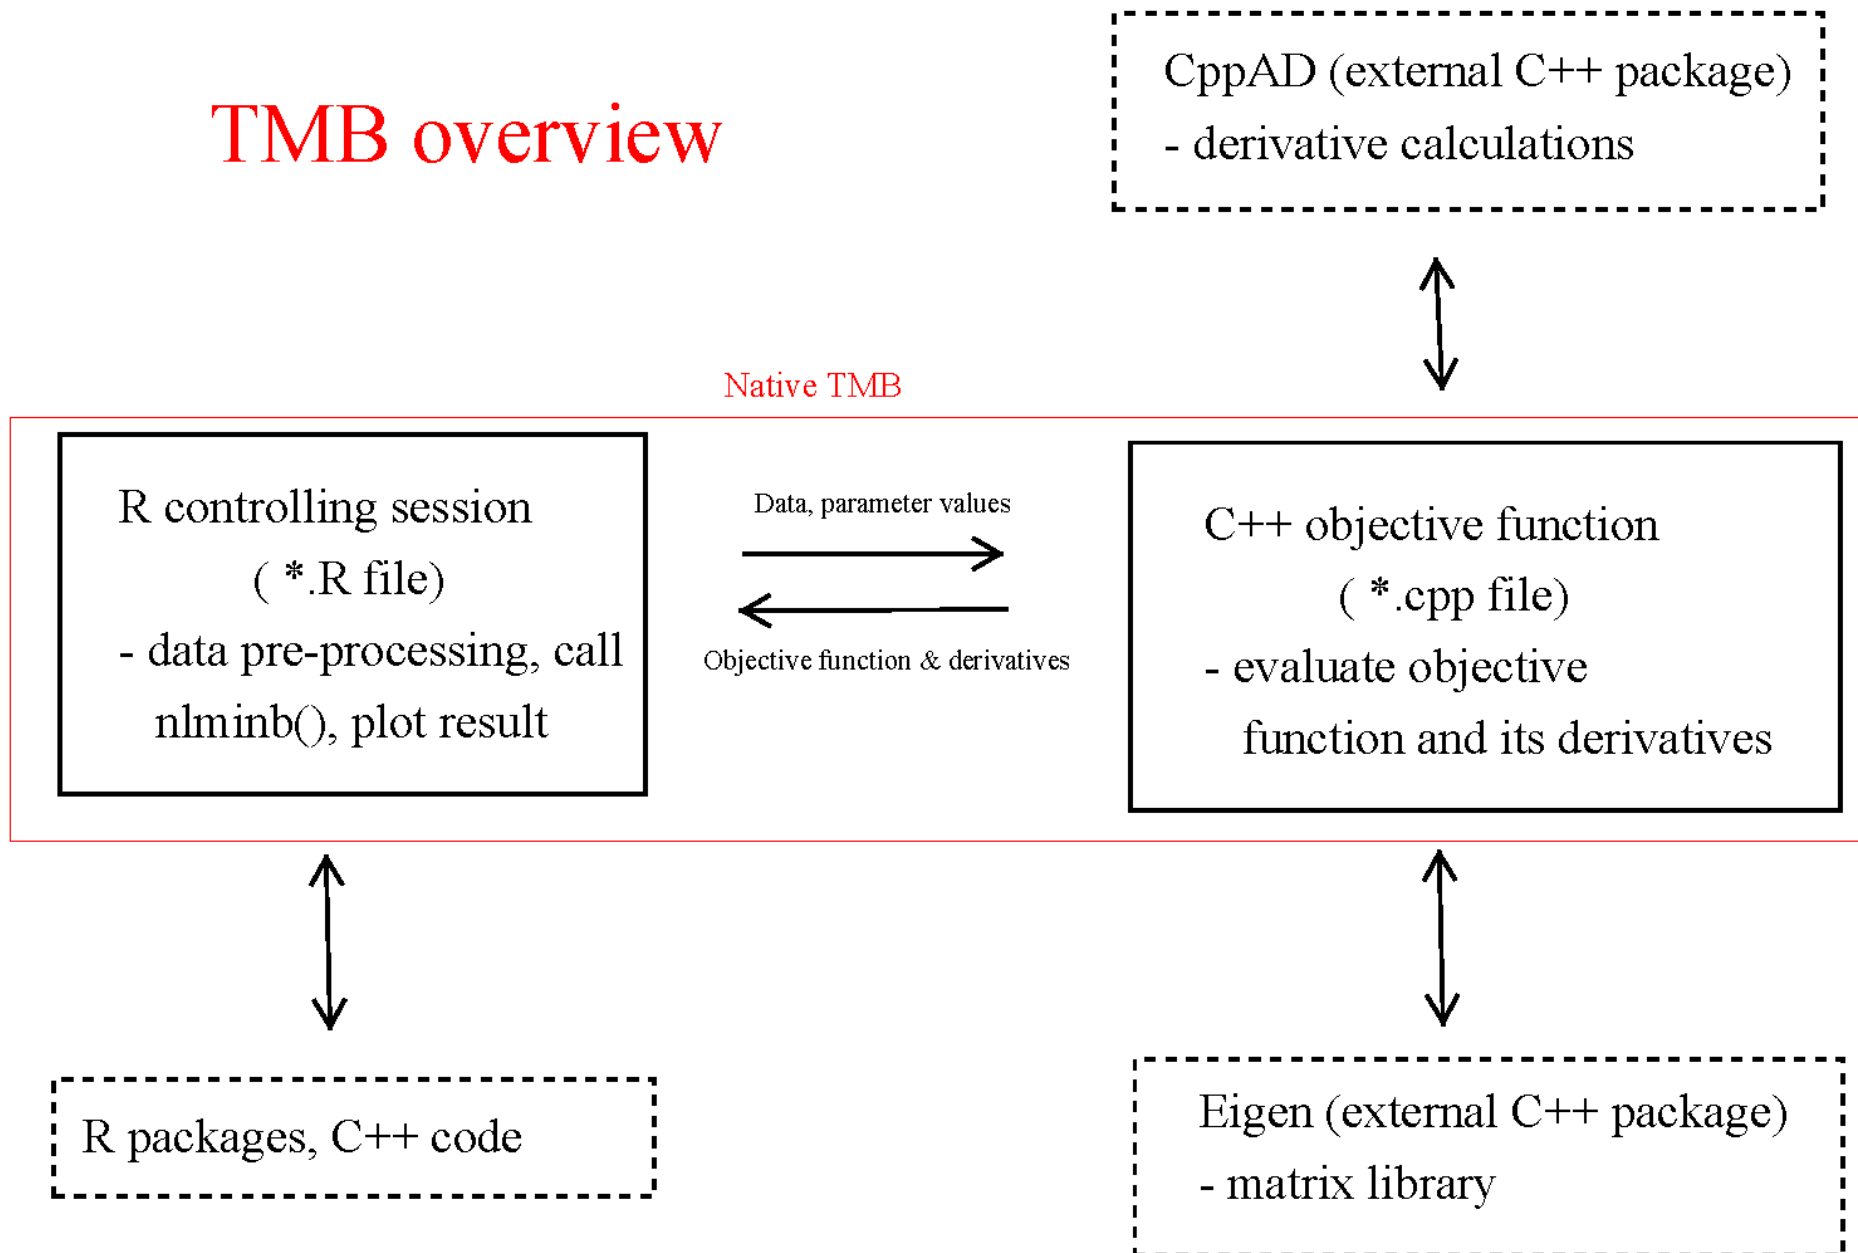 TMB overview
CppAD (external C++ package)
- derivative calculations
Native TMB
R controlling session
( *.R file)
- data pre-processing, call
nlminb(), plot result
Data, parameter values
Objective function & derivatives
C++ objective function
( *.cpp file)
- evaluate objective
function and its derivatives
R packages, C++ code
Eigen (external C++ package)
- matrix library